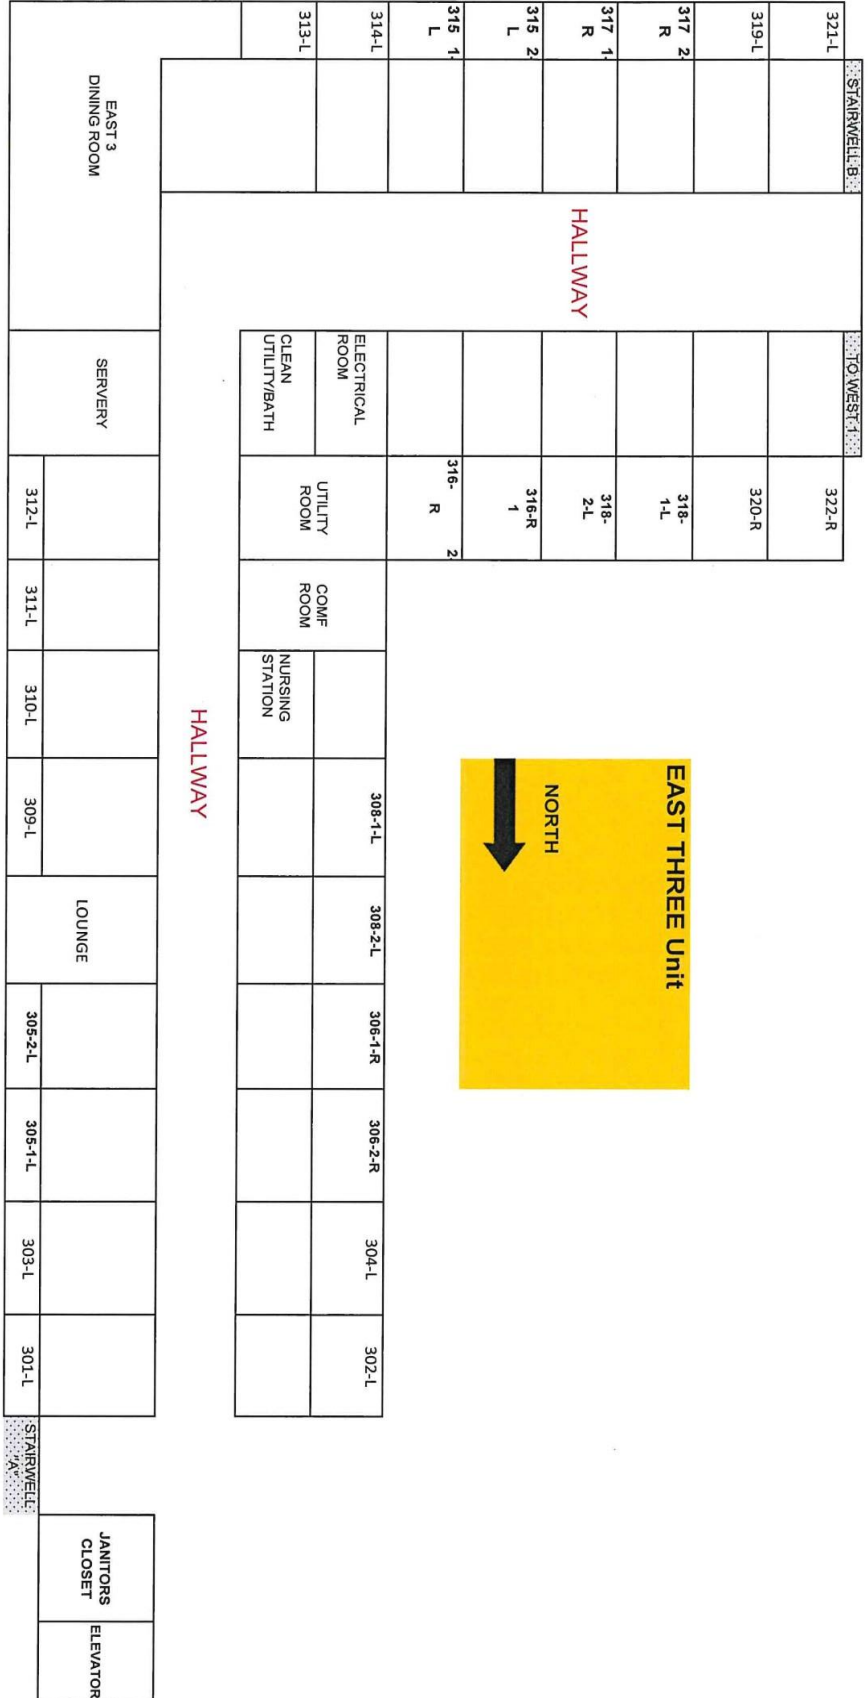 STAIRWELL B
TO WEST 1
321-L
322-R
319-L
320-R
317 2-
R
318-
1-L
EAST THREE Unit
317 1-
R
HALLWAY
318-
2-L
NORTH
315 2-
L
316-R
1
315 1-
L
316- 2
R
314-L
ELECTRICAL
ROOM
UTILITY
ROOM
COMF
ROOM
308-1-L
308-2-L
306-1-R
306-2-R
304-L
302-L
313-L
CLEAN
UTILITY/BATH
NURSING
STATION
HALLWAY
EAST 3
DINING ROOM
SERVERY
LOUNGE
JANITORS
CLOSET
ELEVATOR
312-L
311-L
310-L
309-L
305-2-L
305-1-L
303-L
301-L
STAIRWELL
"A"